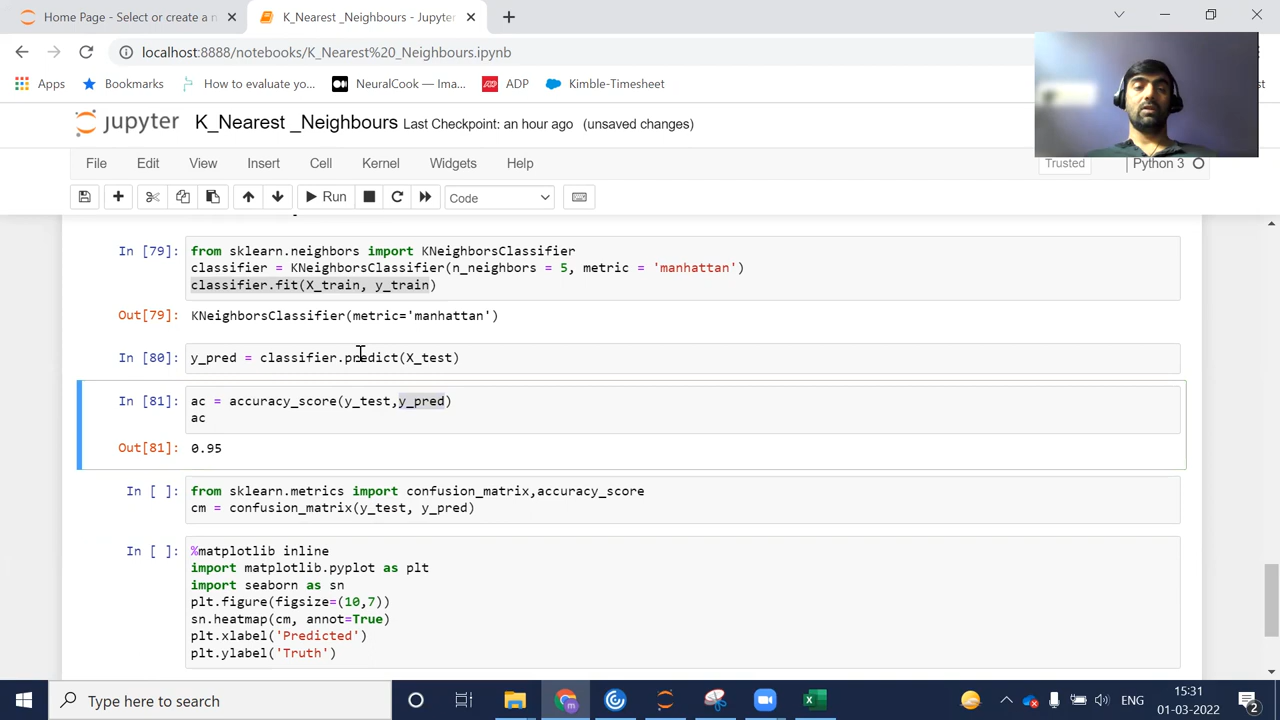 Home Page - Select or create a n
K_Nearest _Neighbours - Jupyter
localhost:8888/notebooks/K_Nearest%20_Neighbours.ipynb
Apps
Bookmarks
How to evaluate yo...
NeuralCook — Ima...
ADP
Kimble-Timesheet
jupyter K_Nearest _Neighbours Last Checkpoint: an hour ago (unsaved changes)
File Edit View Insert Cell Kernel Widgets Help
Trusted
Python 3
Run
Code
In [79]: from sklearn.neighbors import KNeighborsClassifier
classifier = KNeighborsClassifier(n_neighbors = 5, metric = 'manhattan')
classifier.fit(X_train, y_train)
Out[79]: KNeighborsClassifier(metric='manhattan')
In [80]: y_pred = classifier.predict(X_test)
In [81]: ac = accuracy_score(y_test,y_pred)
ac
Out[81]: 0.95
In [ ]: from sklearn.metrics import confusion_matrix,accuracy_score
cm = confusion_matrix(y_test, y_pred)
In [ ]: %matplotlib inline
import matplotlib.pyplot as plt
import seaborn as sn
plt.figure(figsize=(10,7))
sn.heatmap(cm, annot=True)
plt.xlabel('Predicted')
plt.ylabel('Truth')
Type here to search
ENG
15:31
01-03-2022
2